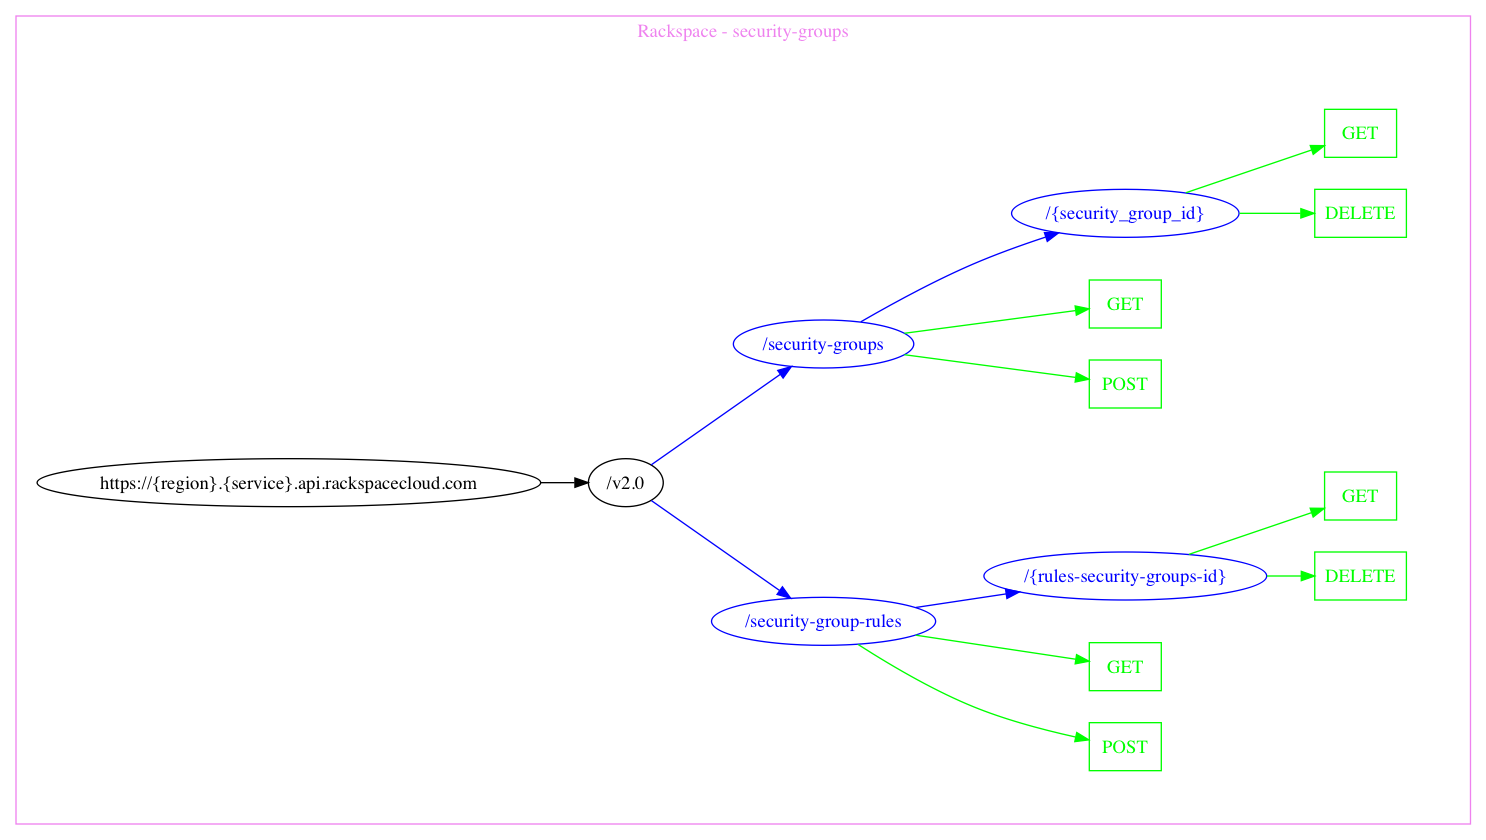 Rackspace - security-groups
GET
/{security_group_id}
DELETE
GET
/security-groups
POST
https://{region}.{service}.api.rackspacecloud.com
/v2.0
GET
/{rules-security-groups-id}
DELETE
/security-group-rules
GET
POST